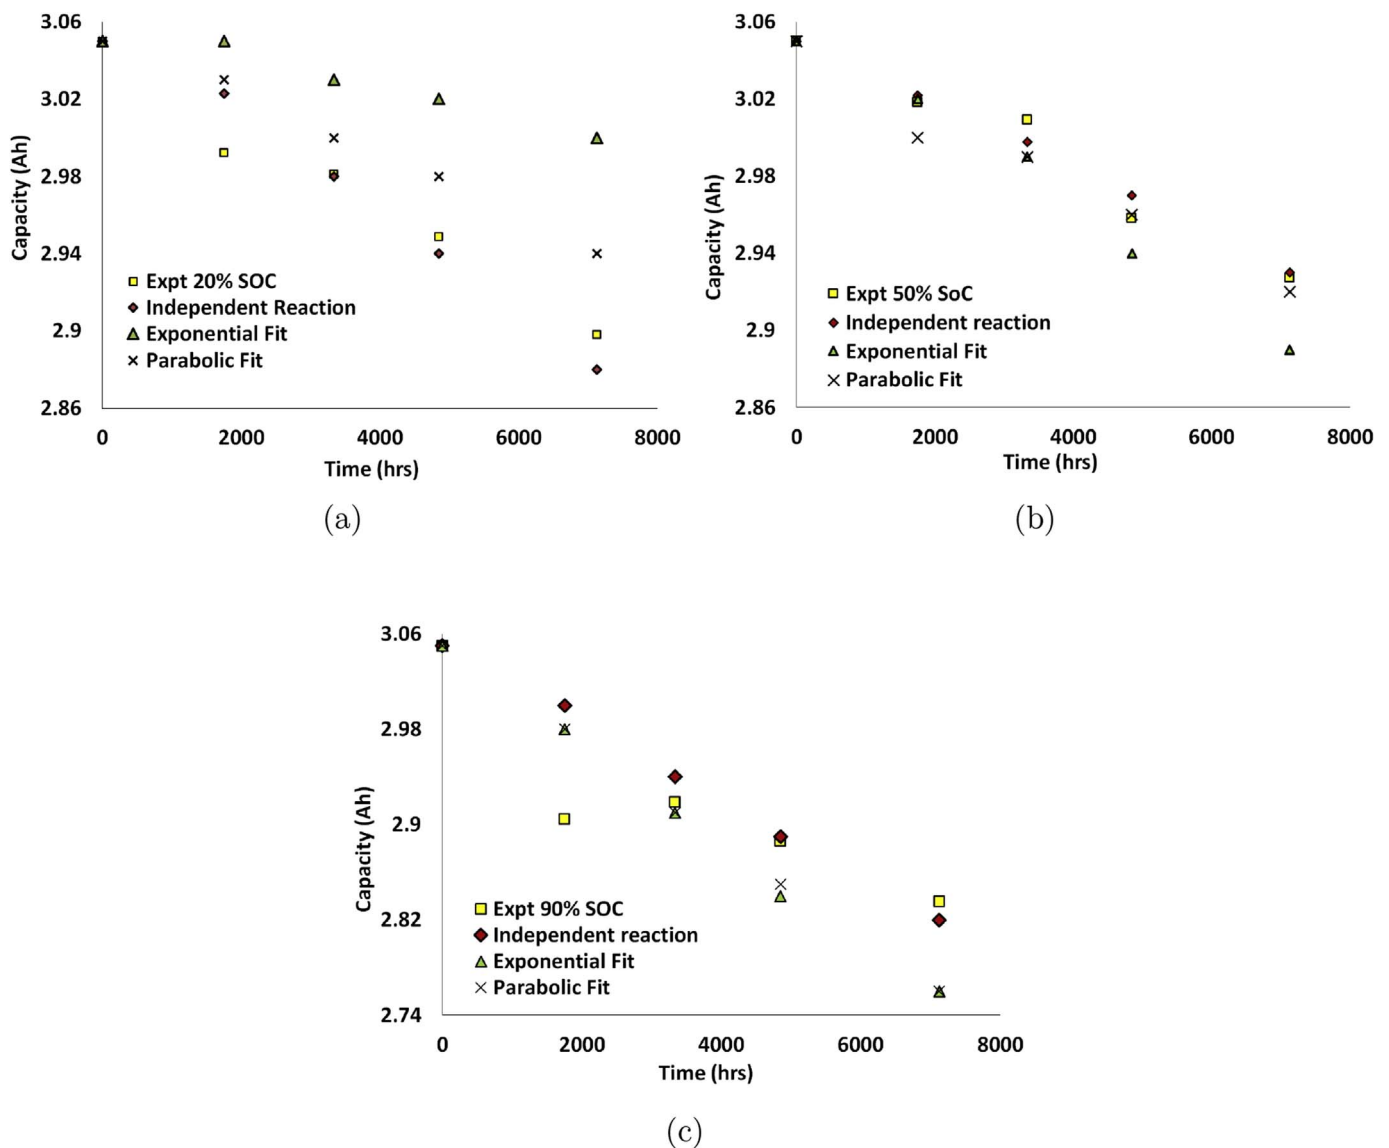 3.06
3.02
2.98
2.94
2.9
2.86
Capacity (Ah)
Expt 20% SOC
Independent Reaction
Exponential Fit
Parabolic Fit
0 2000 4000 6000 8000
Time (hrs)
(a)
3.06
3.02
2.98
2.94
2.9
2.86
Capacity (Ah)
Expt 50% SoC
Independent reaction
Exponential Fit
Parabolic Fit
0 2000 4000 6000 8000
Time (hrs)
(b)
3.06
2.98
2.9
2.82
2.74
Capacity (Ah)
Expt 90% SOC
Independent reaction
Exponential Fit
Parabolic Fit
0 2000 4000 6000 8000
Time (hrs)
(c)